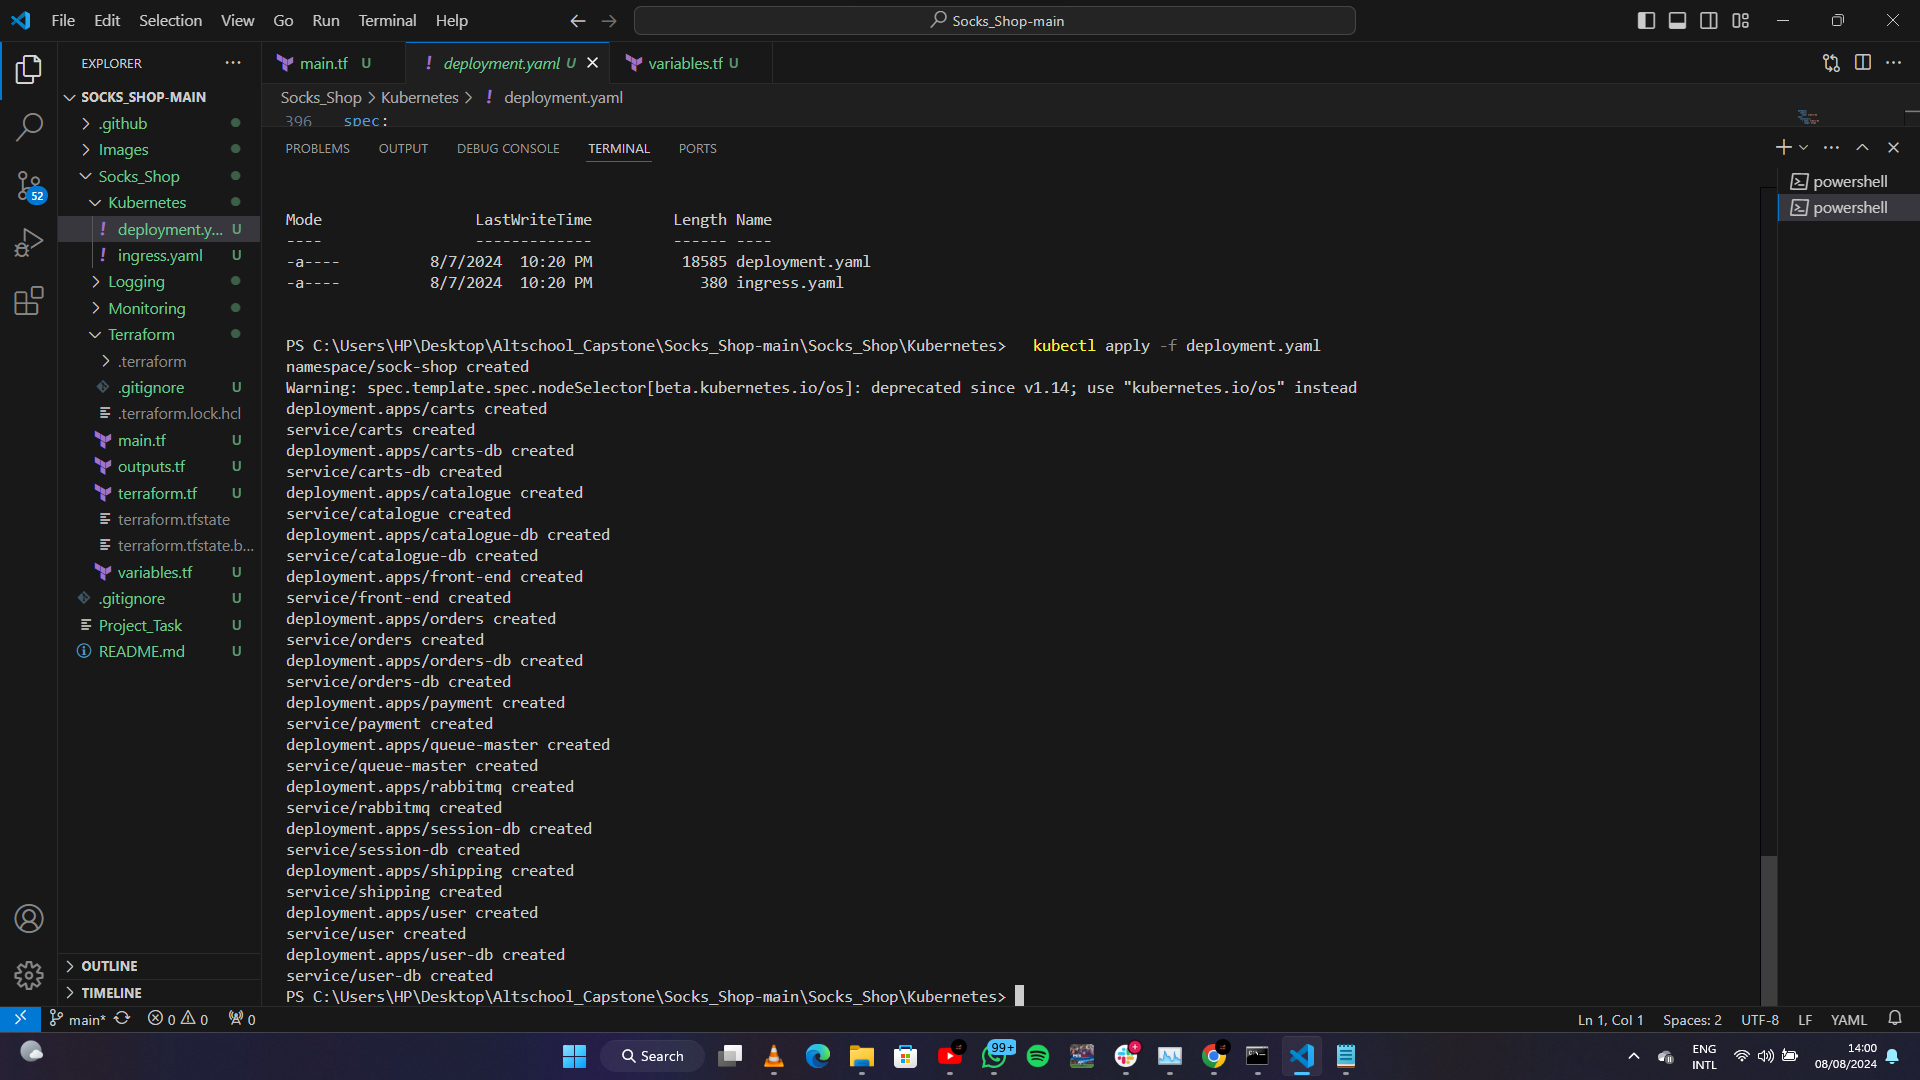 File Edit Selection View Go Run Terminal Help
Socks_Shop-main
EXPLORER
SOCKS_SHOP-MAIN
.github
Images
Socks_Shop
Kubernetes
deployment.y... U
ingress.yaml U
Logging
Monitoring
Terraform
.terraform
.gitignore U
.terraform.lock.hcl
main.tf U
outputs.tf U
terraform.tf U
terraform.tfstate
terraform.tfstate.b...
variables.tf U
.gitignore U
Project_Task U
README.md U
OUTLINE
TIMELINE
52
main.tf U
deployment.yaml U
variables.tf U
Socks_Shop > Kubernetes > ! deployment.yaml
396 spec:
PROBLEMS OUTPUT DEBUG CONSOLE TERMINAL PORTS
powershell
powershell
Mode LastWriteTime Length Name
---- ------------- ------ ----
-a---- 8/7/2024 10:20 PM 18585 deployment.yaml
-a---- 8/7/2024 10:20 PM 380 ingress.yaml
PS C:\Users\HP\Desktop\Altschool_Capstone\Socks_Shop-main\Socks_Shop\Kubernetes> kubectl apply -f deployment.yaml
namespace/sock-shop created
Warning: spec.template.spec.nodeSelector[beta.kubernetes.io/os]: deprecated since v1.14; use "kubernetes.io/os" instead
deployment.apps/carts created
service/carts created
deployment.apps/carts-db created
service/carts-db created
deployment.apps/catalogue created
service/catalogue created
deployment.apps/catalogue-db created
service/catalogue-db created
deployment.apps/front-end created
service/front-end created
deployment.apps/orders created
service/orders created
deployment.apps/orders-db created
service/orders-db created
deployment.apps/payment created
service/payment created
deployment.apps/queue-master created
service/queue-master created
deployment.apps/rabbitmq created
service/rabbitmq created
deployment.apps/session-db created
service/session-db created
deployment.apps/shipping created
service/shipping created
deployment.apps/user created
service/user created
deployment.apps/user-db created
service/user-db created
PS C:\Users\HP\Desktop\Altschool_Capstone\Socks_Shop-main\Socks_Shop\Kubernetes>
main* 0 0 0
Ln 1, Col 1 Spaces: 2 UTF-8 LF YAML
Search
99+
ENG
INTL
14:00
08/08/2024